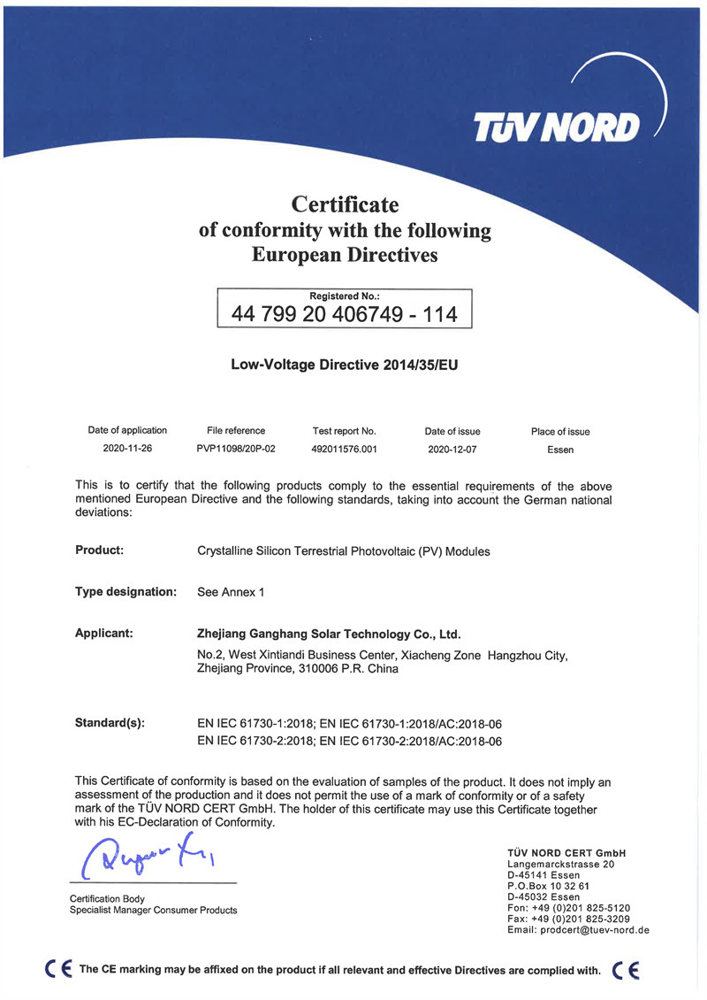 TÜV NORD
Certificate
of conformity with the following
European Directives
Registered No.:
44 799 20 406749 - 114
Low-Voltage Directive 2014/35/EU
Date of application File reference Test report No. Date of issue Place of issue
2020-11-26 PVP11098/20P-02 492011576.001 2020-12-07 Essen
This is to certify that the following products comply to the essential requirements of the above
mentioned European Directive and the following standards, taking into account the German national
deviations:
Product: Crystalline Silicon Terrestrial Photovoltaic (PV) Modules
Type designation: See Annex 1
Applicant: Zhejiang Ganghang Solar Technology Co., Ltd.
No.2, West Xintiandi Business Center, Xiacheng Zone Hangzhou City,
Zhejiang Province, 310006 P.R. China
Standard(s): EN IEC 61730-1:2018; EN IEC 61730-1:2018/AC:2018-06
EN IEC 61730-2:2018; EN IEC 61730-2:2018/AC:2018-06
This Certificate of conformity is based on the evaluation of samples of the product. It does not imply an
assessment of the production and it does not permit the use of a mark of conformity or of a safety
mark of the TÜV NORD CERT GmbH. The holder of this certificate may use this Certificate together
with his EC-Declaration of Conformity.
Certification Body
Specialist Manager Consumer Products
TÜV NORD CERT GmbH
Langemarckstrasse 20
D-45141 Essen
P.O.Box 10 32 61
D-45032 Essen
Fon: +49 (0)201 825-5120
Fax: +49 (0)201 825-3209
Email: prodcert@tuev-nord.de
CE The CE marking may be affixed on the product if all relevant and effective Directives are complied with. CE